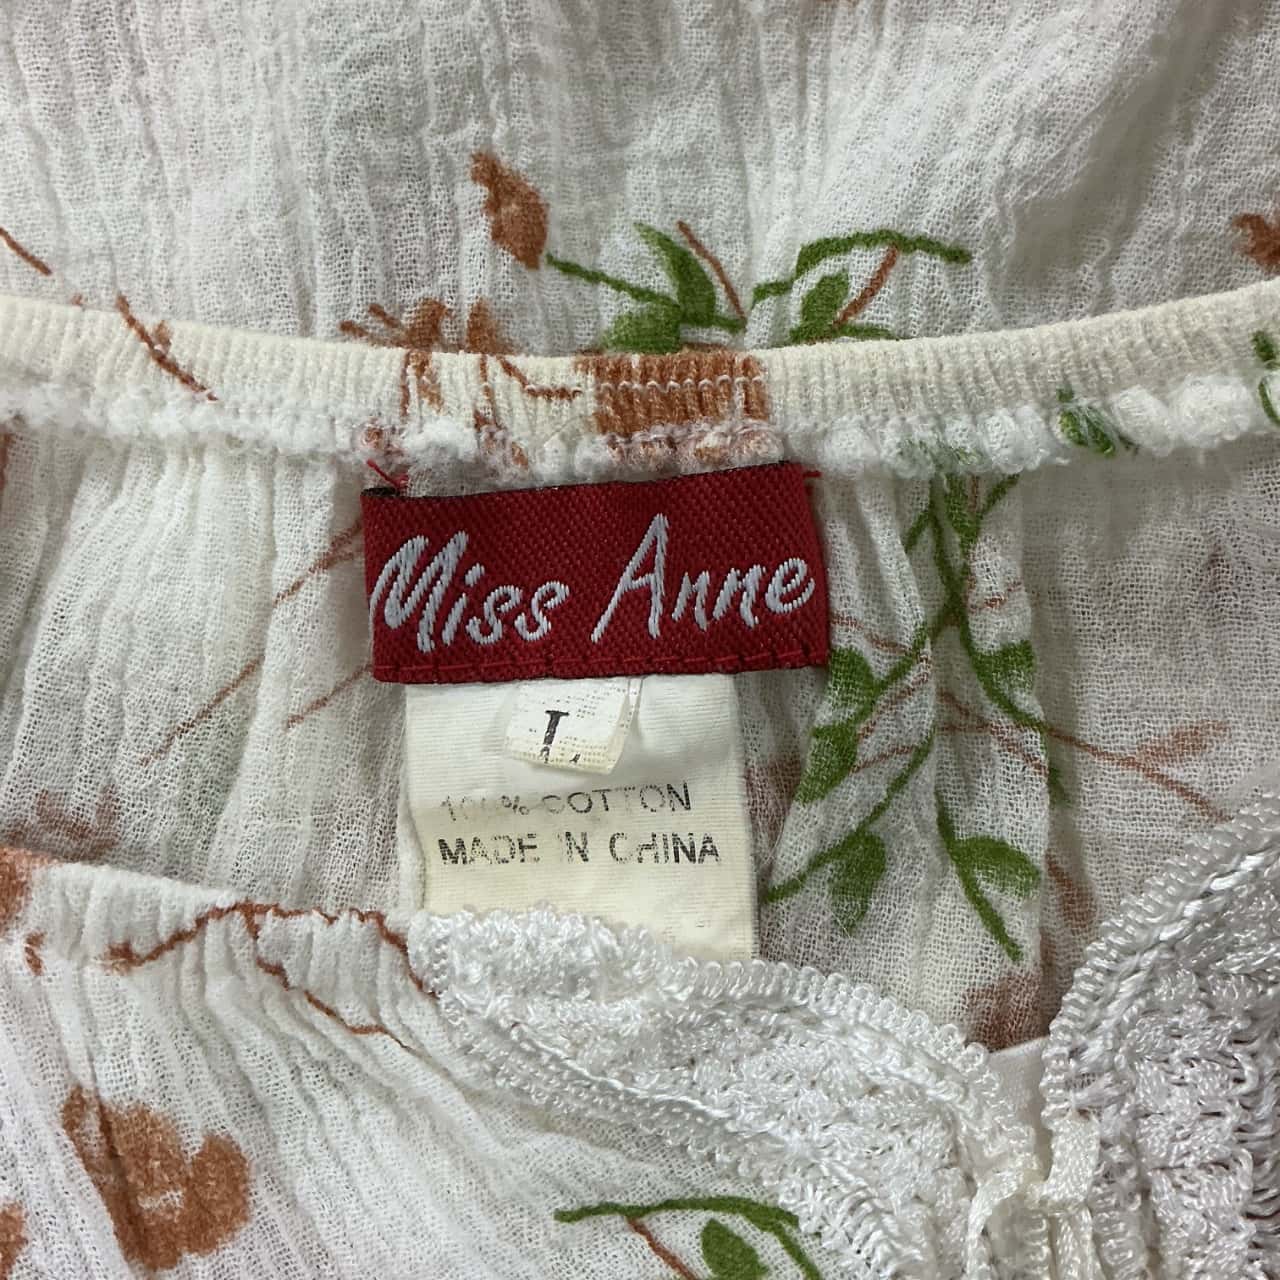 Miss Anne
L
100% COTTON
MADE IN CHINA